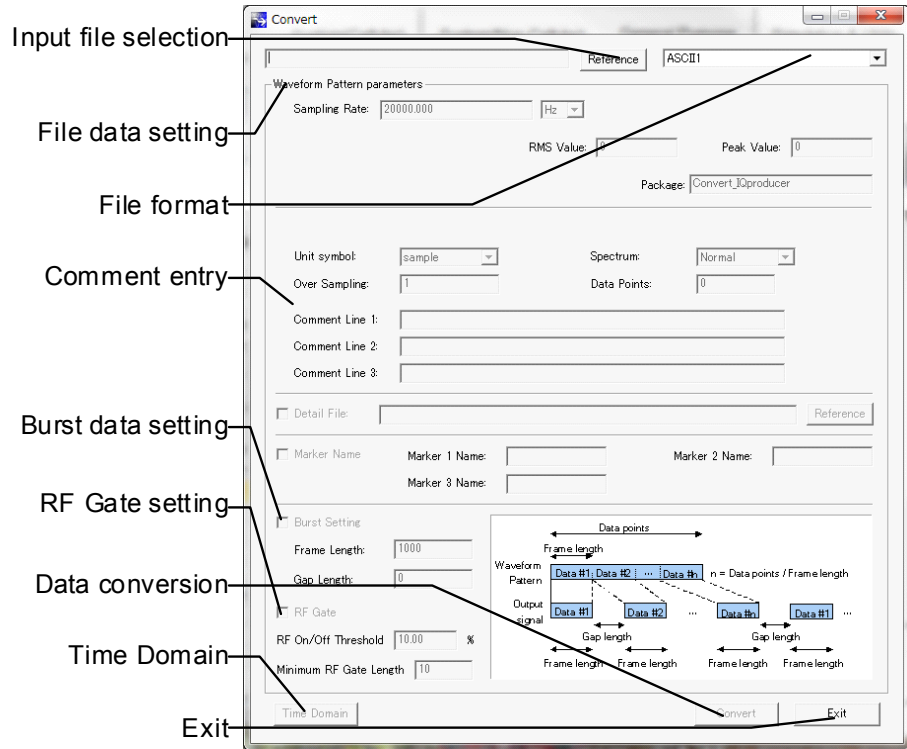 Convert
Input file selection
Reference
ASCII1
Waveform Pattern parameters
Sampling Rate: 20000.000 Hz
File data setting
RMS Value: 0 Peak Value: 0
Package: Convert_IQproducer
File format
Unit symbol: sample Spectrum: Normal
Comment entry
Over Sampling: 1 Data Points: 0
Comment Line 1:
Comment Line 2:
Comment Line 3:
Detail File: Reference
Burst data setting
Marker Name Marker 1 Name: Marker 2 Name:
Marker 3 Name:
RF Gate setting
Burst Setting
Frame Length: 1000
Gap Length: 0
Data conversion
RF Gate
RF On/Off Threshold 10.00 %
Minimum RF Gate Length 10
Data points
Frame length
Waveform
Pattern
Data #1 Data #2 ... Data #n n = Data points / Frame length
Output
signal
Data #1 Data #2 ... Data #n Data #1 ...
Gap length Gap length
Frame length Frame length Frame length Frame length
Time Domain
Time Domain Convert Exit
Exit